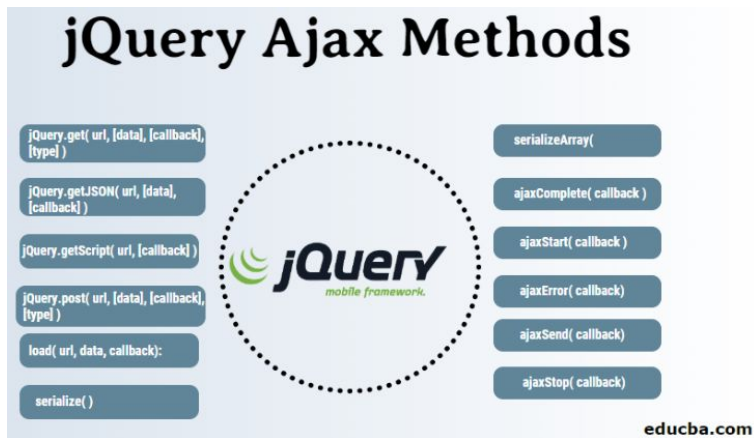 jQuery Ajax Methods
jQuery.get( url, [data], [callback],
[type] )
jQuery.getJSON( url, [data],
[callback] )
jQuery.getScript( url, [callback] )
jQuery.post( url, [data], [callback],
[type] )
load( url, data, callback):
serialize( )
jQuery
mobile framework.
serializeArray(
ajaxComplete( callback )
ajaxStart( callback )
ajaxError( callback)
ajaxSend( callback)
ajaxStop( callback)
educba.com